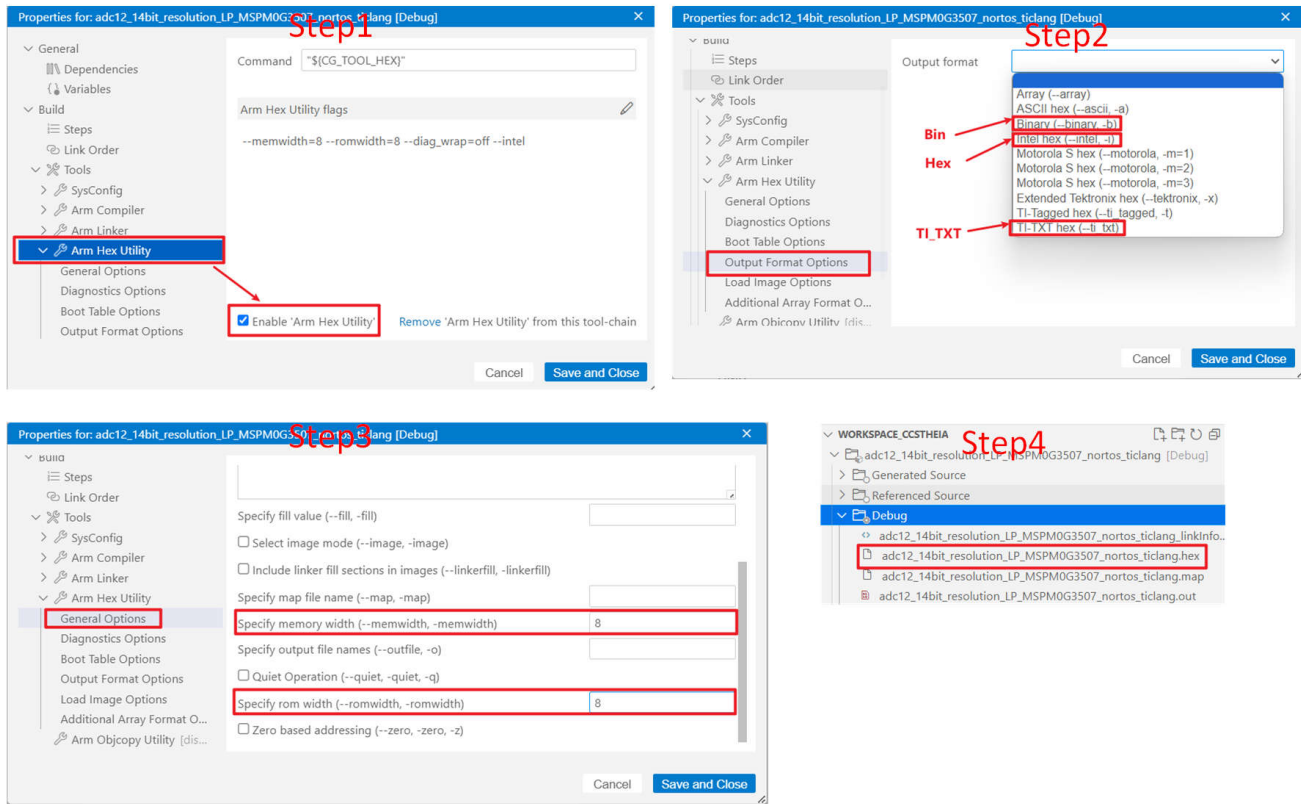 Properties for: adc12_14bit_resolution_LP_MSPM0G3507_nortos_ticlang [Debug]
Step1
General
Dependencies
Variables
Build
Steps
Link Order
Tools
SysConfig
Arm Compiler
Arm Linker
Arm Hex Utility
General Options
Diagnostics Options
Boot Table Options
Output Format Options
Command "${CG_TOOL_HEX}"
Arm Hex Utility flags
--memwidth=8 --romwidth=8 --diag_wrap=off --intel
Enable 'Arm Hex Utility' Remove 'Arm Hex Utility' from this tool-chain
Cancel Save and Close
Properties for: adc12_14bit_resolution_LP_MSPM0G3507_nortos_ticlang [Debug]
Step2
Build
Steps
Link Order
Tools
SysConfig
Arm Compiler
Arm Linker
Arm Hex Utility
General Options
Diagnostics Options
Boot Table Options
Output Format Options
Load Image Options
Additional Array Format O...
Arm Objcopy Utility [dis...
Output format
Array (--array)
ASCII hex (--ascii, -a)
Binary (--binary, -b)
Intel hex (--intel, -i)
Motorola S hex (--motorola, -m=1)
Motorola S hex (--motorola, -m=2)
Motorola S hex (--motorola, -m=3)
Extended Tektronix hex (--tektronix, -x)
TI-Tagged hex (--ti_tagged, -t)
TI-TXT hex (--ti_txt)
Bin
Hex
TI_TXT
Cancel Save and Close
Properties for: adc12_14bit_resolution_LP_MSPM0G3507_nortos_ticlang [Debug]
Step3
Build
Steps
Link Order
Tools
SysConfig
Arm Compiler
Arm Linker
Arm Hex Utility
General Options
Diagnostics Options
Boot Table Options
Output Format Options
Load Image Options
Additional Array Format O...
Arm Objcopy Utility [dis...
Specify fill value (--fill, -fill)
Select image mode (--image, -image)
Include linker fill sections in images (--linkerfill, -linkerfill)
Specify map file name (--map, -map)
Specify memory width (--memwidth, -memwidth) 8
Specify output file names (--outfile, -o)
Quiet Operation (--quiet, -quiet, -q)
Specify rom width (--romwidth, -romwidth) 8
Zero based addressing (--zero, -zero, -z)
Cancel Save and Close
WORKSPACE_CCSTHEIA
Step4
adc12_14bit_resolution_LP_MSPM0G3507_nortos_ticlang [Debug]
Generated Source
Referenced Source
Debug
adc12_14bit_resolution_LP_MSPM0G3507_nortos_ticlang_linkInfo..
adc12_14bit_resolution_LP_MSPM0G3507_nortos_ticlang.hex
adc12_14bit_resolution_LP_MSPM0G3507_nortos_ticlang.map
adc12_14bit_resolution_LP_MSPM0G3507_nortos_ticlang.out